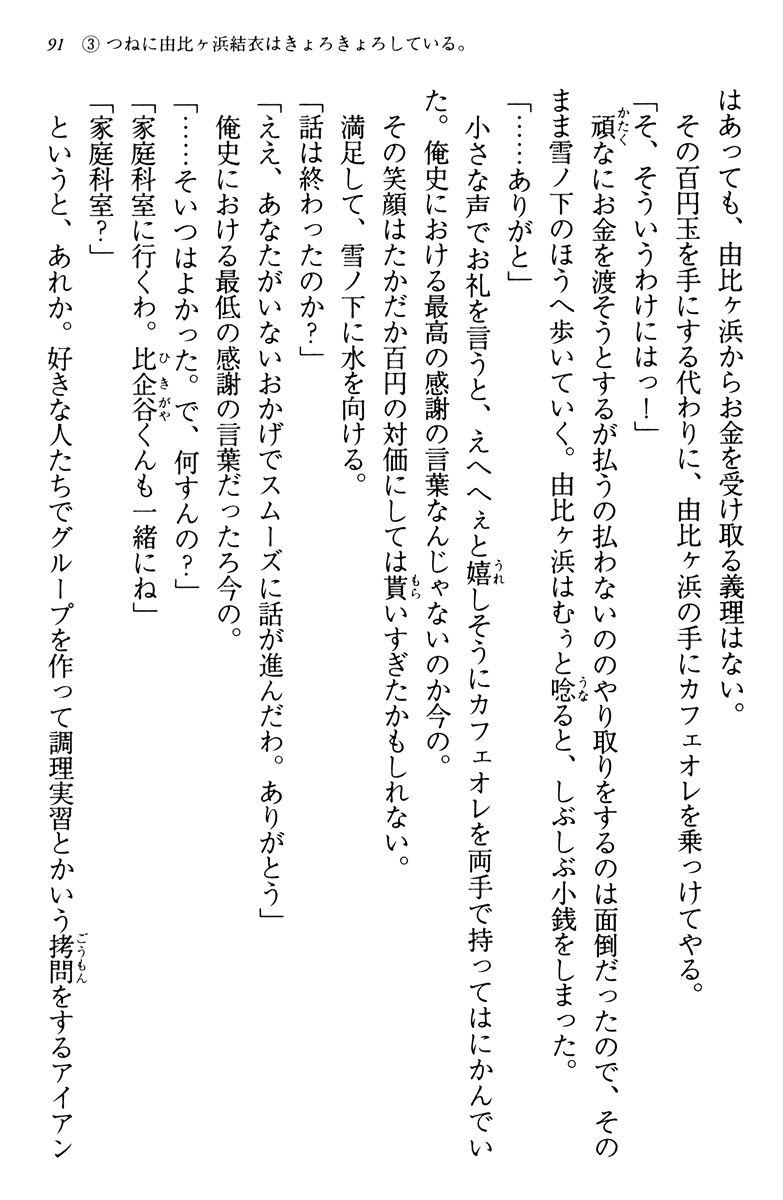 91　③ つねに由比ヶ浜結衣はきょろきょろしている。
はあっても、由比ヶ浜からお金を受け取る義理はない。
その百円玉を手にする代わりに、由比ヶ浜の手にカフェオレを乗っけてやる。
「そ、そういうわけにはっ！」
頑なにお金を渡そうとするが払うの払わないののやり取りをするのは面倒だったので、その
まま雪ノ下のほうへ歩いていく。由比ヶ浜はむぅと唸ると、しぶしぶ小銭をしまった。
「……ありがと」
小さな声でお礼を言うと、えへへぇと嬉しそうにカフェオレを両手で持ってはにかんでい
た。俺史における最高の感謝の言葉なんじゃないのか今の。
その笑顔はたかだか百円の対価にしては貰いすぎたかもしれない。
満足して、雪ノ下に水を向ける。
「話は終わったのか？」
「ええ、あなたがいないおかげでスムーズに話が進んだわ。ありがとう」
俺史における最低の感謝の言葉だったろ今の。
「……そいつはよかった。で、何すんの？」
「家庭科室に行くわ。比企谷くんも一緒にね」
「家庭科室？」
というと、あれか。好きな人たちでグループを作って調理実習とかいう拷問をするアイアン